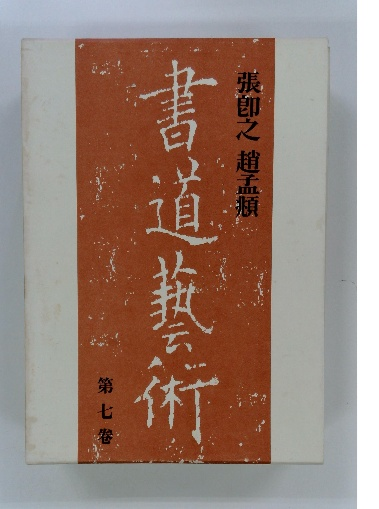 張即之 趙孟頫
書道藝術
第七卷